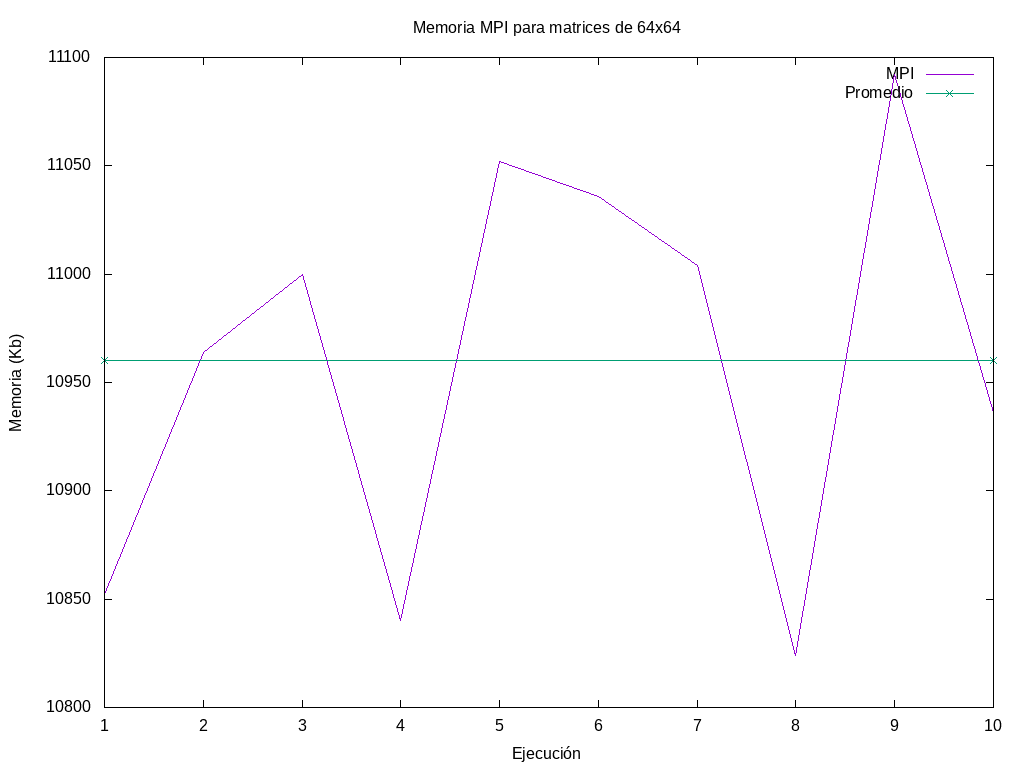 Memoria MPI para matrices de 64x64
MPI
Promedio
11100
11050
11000
10950
10900
10850
10800
Memoria (Kb)
1 2 3 4 5 6 7 8 9 10
Ejecución